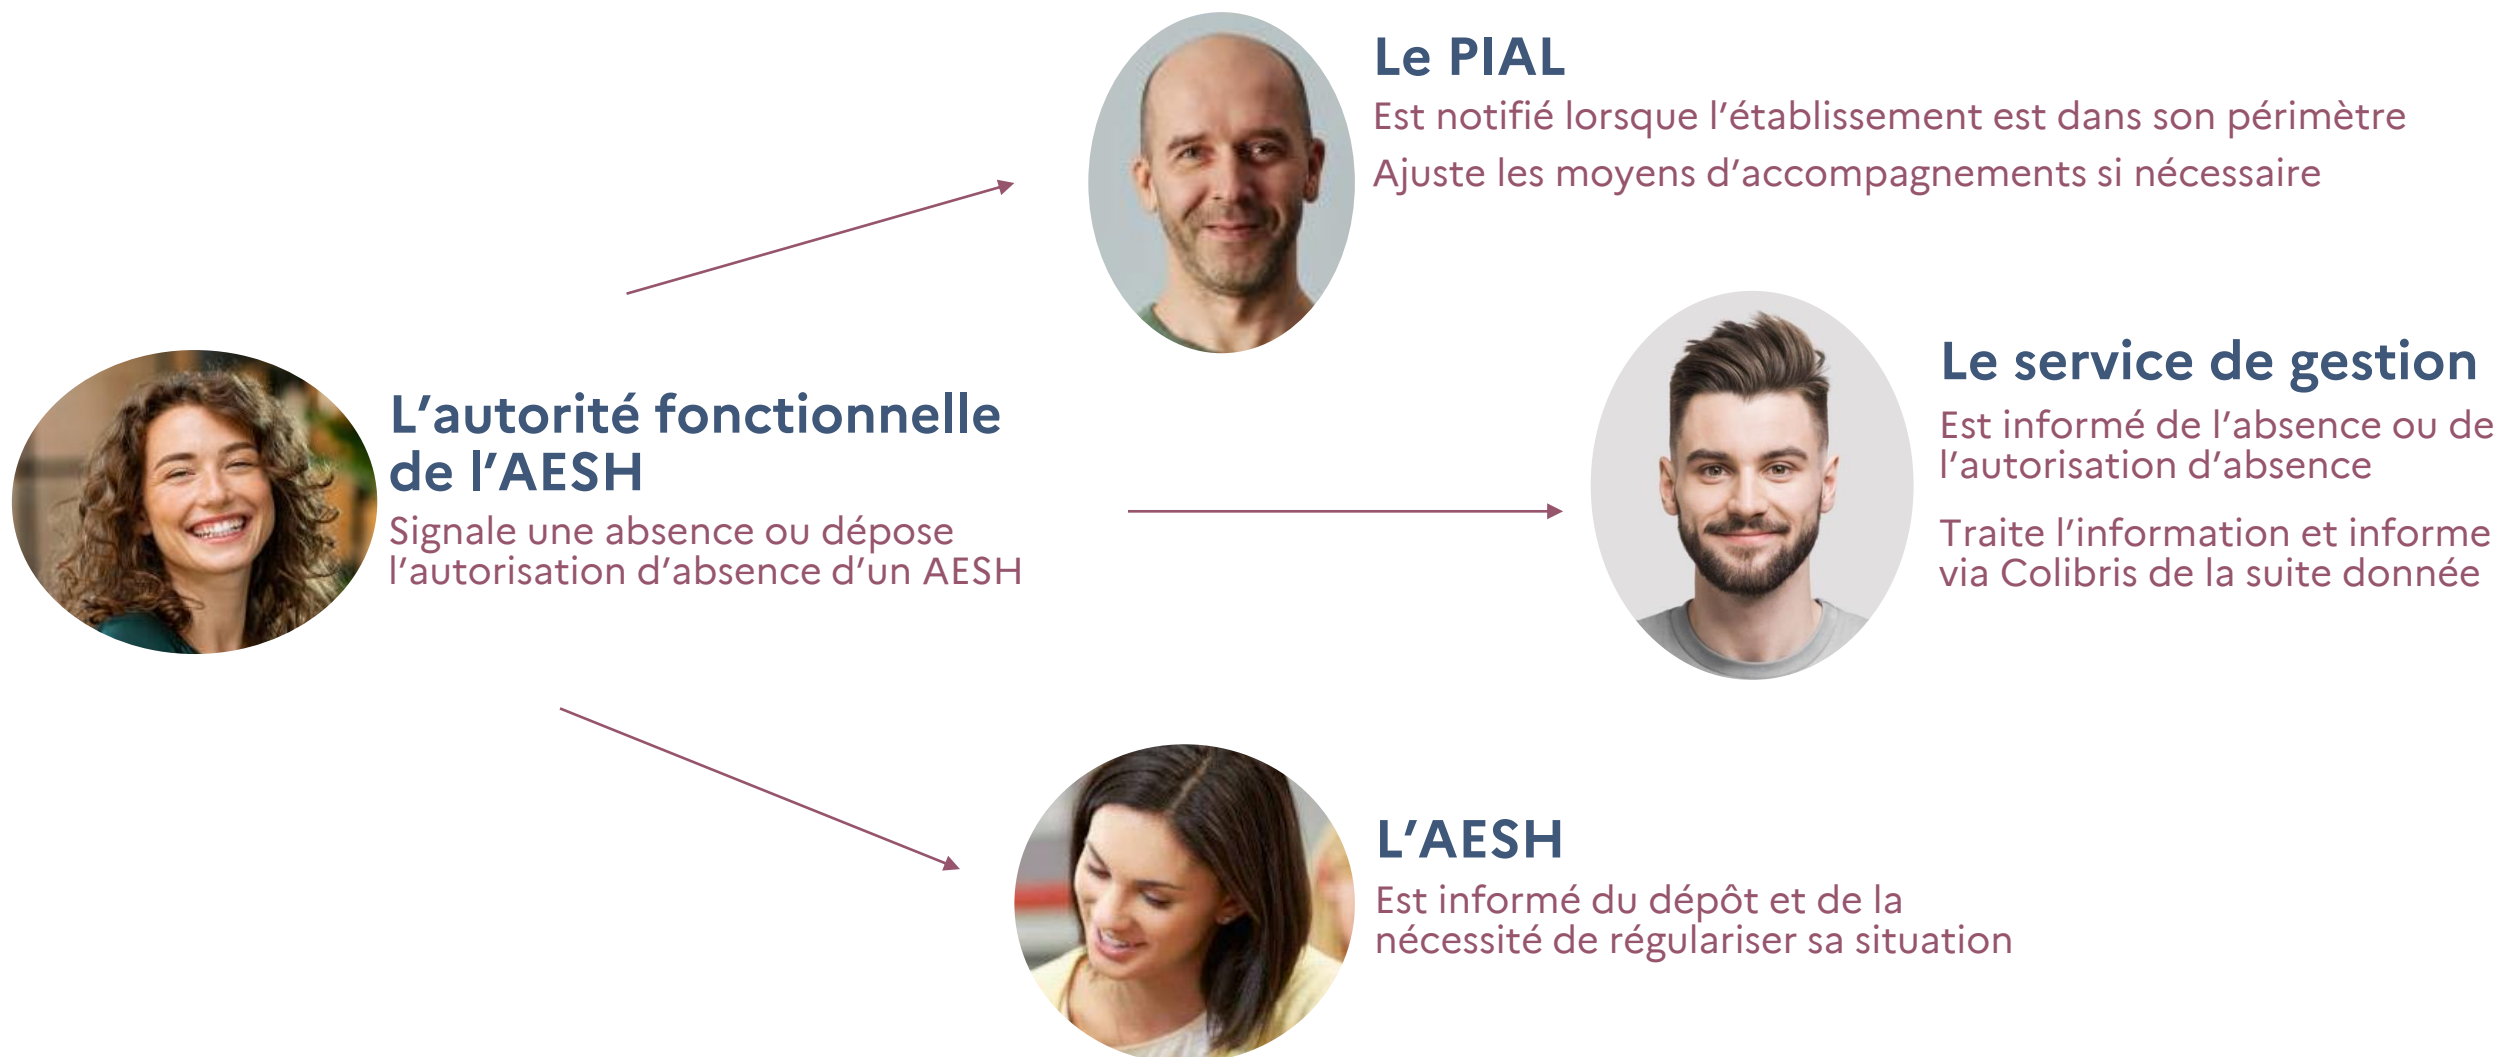 Le PIAL
Est notifié lorsque l’établissement est dans son périmètre
Ajuste les moyens d’accompagnements si nécessaire
L’autorité fonctionnelle
de l’AESH
Signale une absence ou dépose
l’autorisation d’absence d’un AESH
Le service de gestion
Est informé de l’absence ou de
l’autorisation d’absence
Traite l’information et informe
via Colibris de la suite donnée
L’AESH
Est informé du dépôt et de la
nécessité de régulariser sa situation